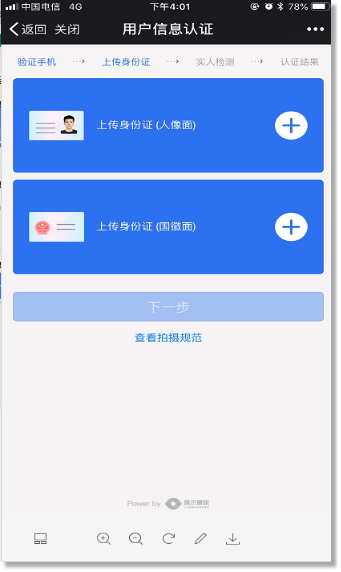 中国电信 4G 下午4:01 78%
返回 关闭 用户信息认证
验证手机 上传身份证 实人检测 认证结果
上传身份证 (人像面)
上传身份证 (国徽面)
下一步
查看拍摄规范
Power by 腾讯慧眼